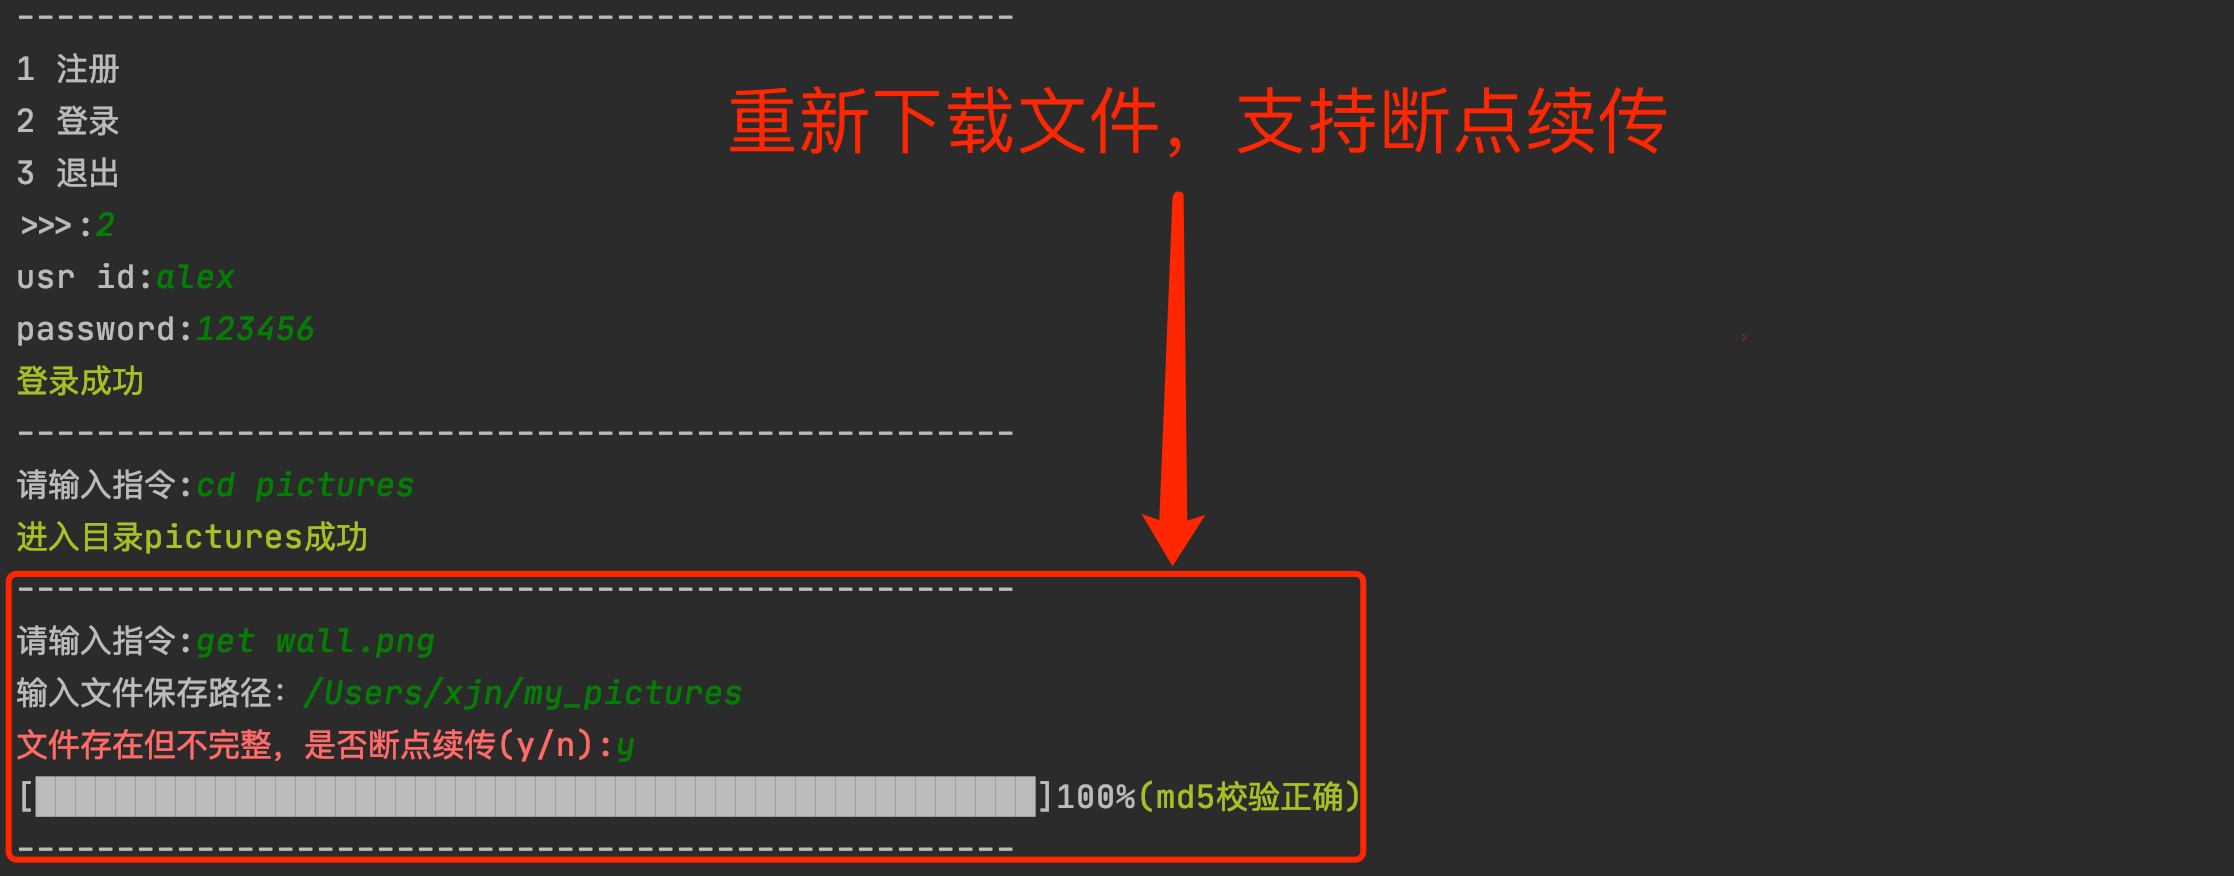 --------------------------------------------------
1 注册
2 登录
3 退出
重新下载文件，支持断点续传
>>>:2
usr id:alex
password:123456
登录成功
--------------------------------------------------
请输入指令:cd pictures
进入目录pictures成功
--------------------------------------------------
请输入指令:get wall.png
输入文件保存路径：/Users/xjn/my_pictures
文件存在但不完整，是否断点续传(y/n):y
[██████████████████████████████████████████████████]100%(md5校验正确)
--------------------------------------------------